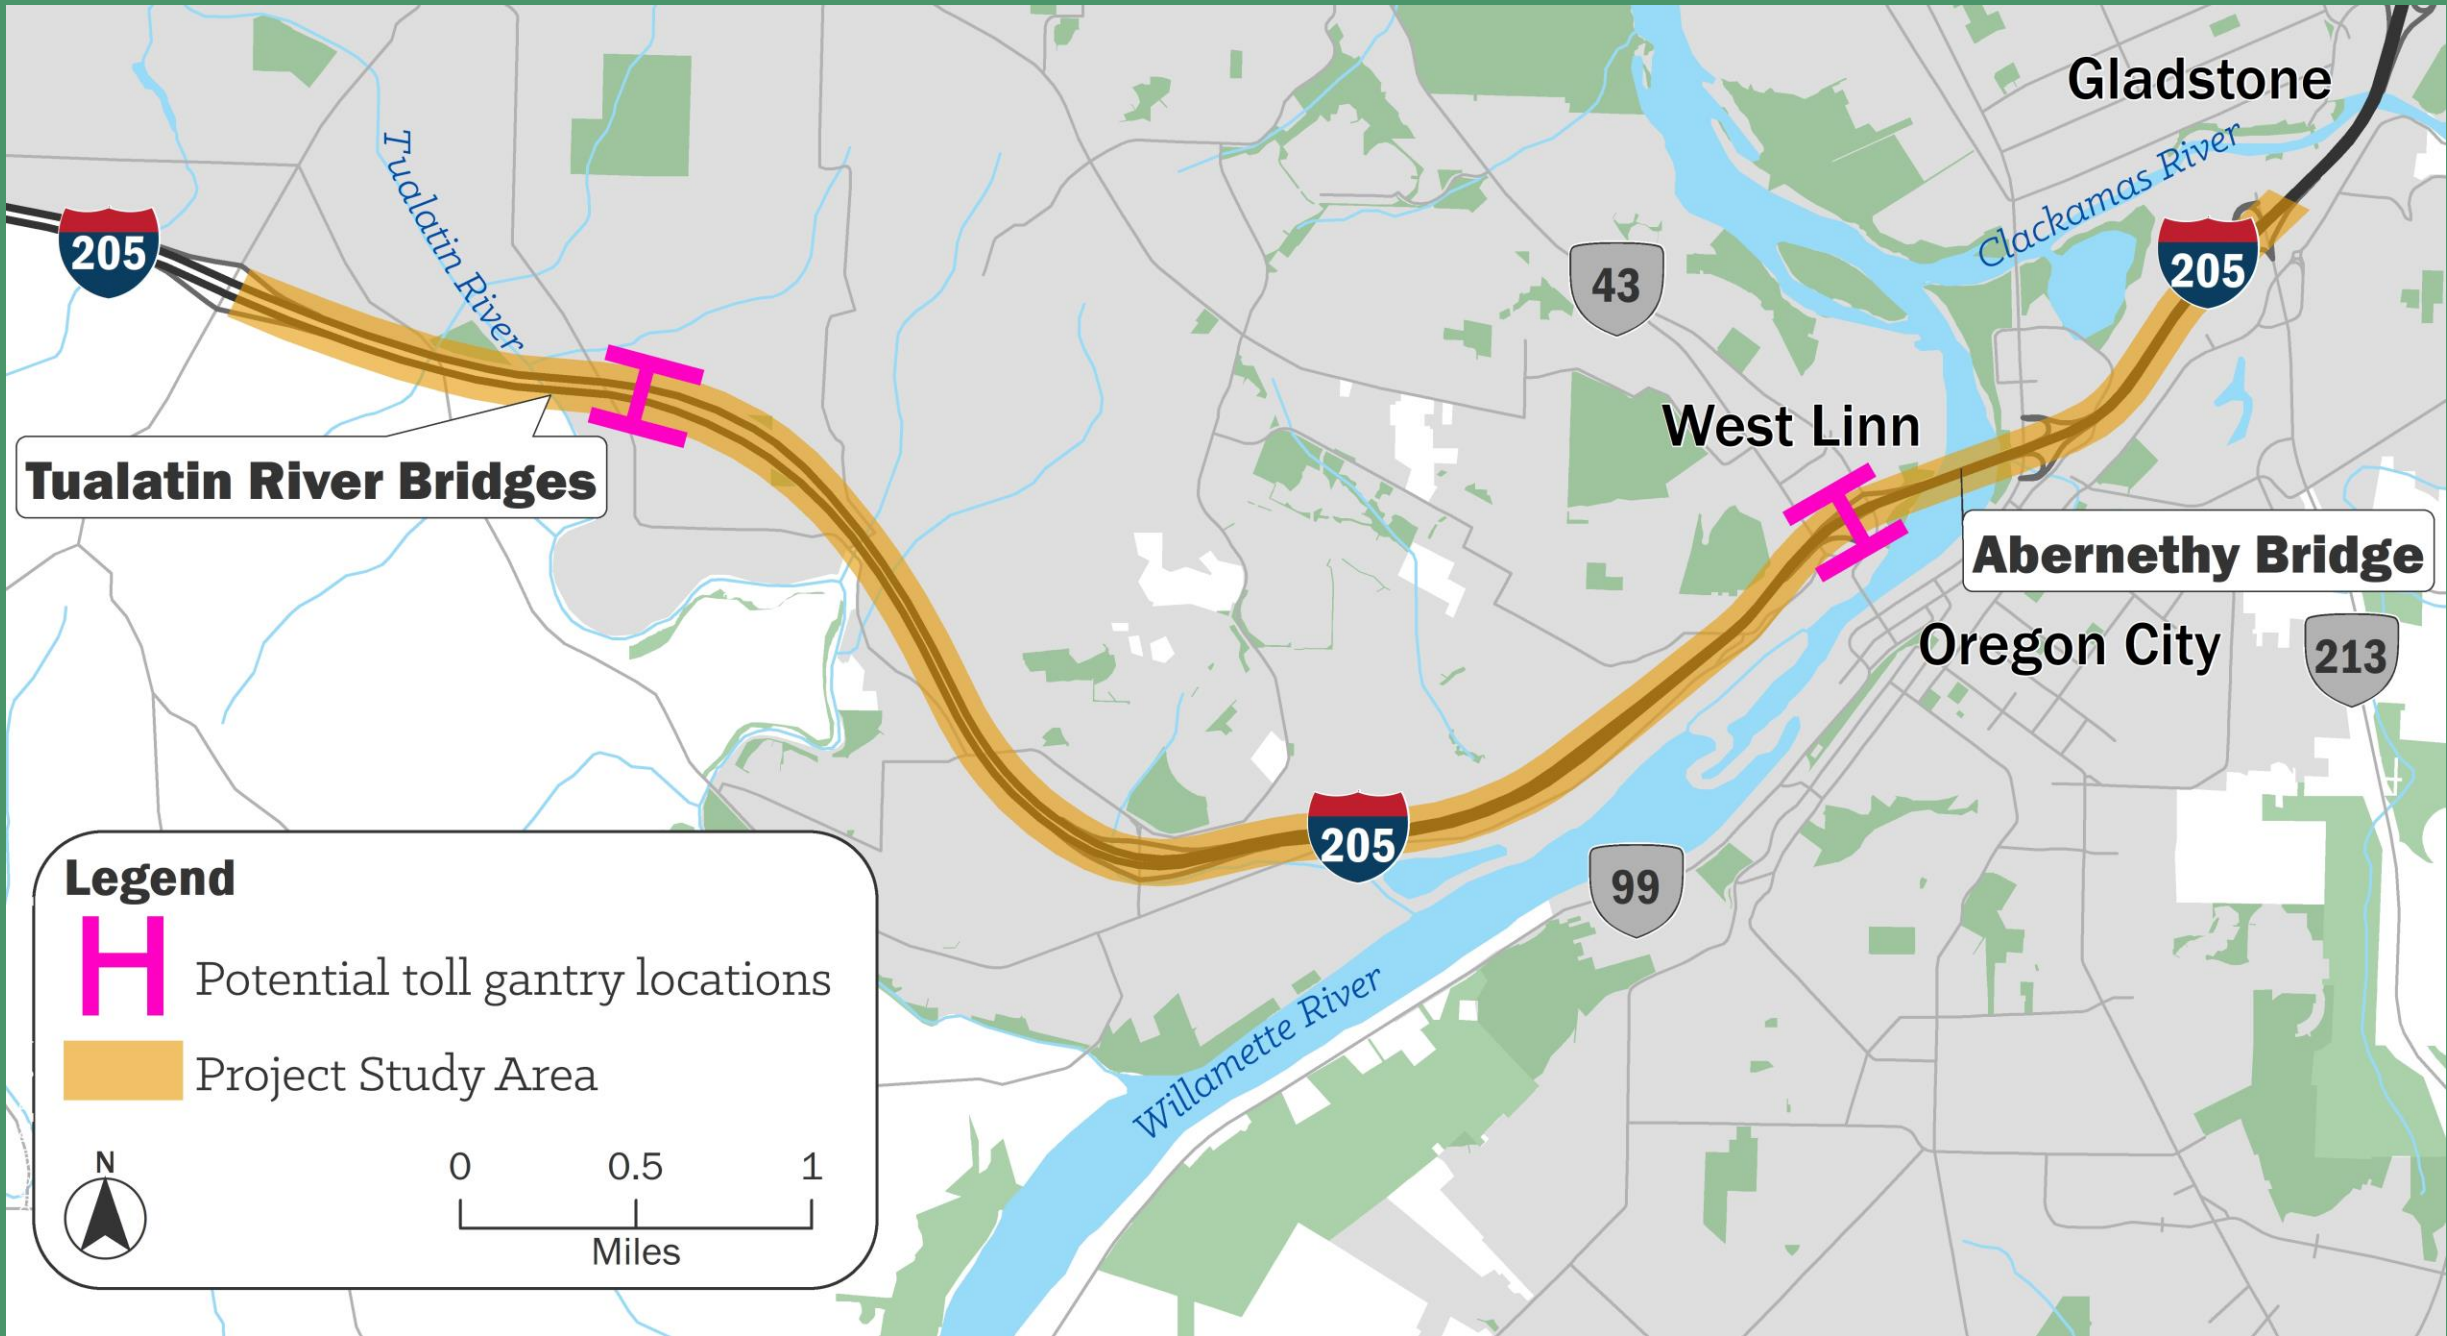 Gladstone
Clackamas River
Tualatin River
205
205
43
West Linn
Tualatin River Bridges
Abernethy Bridge
Oregon City
213
205
99
Willamette River
Legend
Potential toll gantry locations
Project Study Area
N
0 0.5 1
Miles